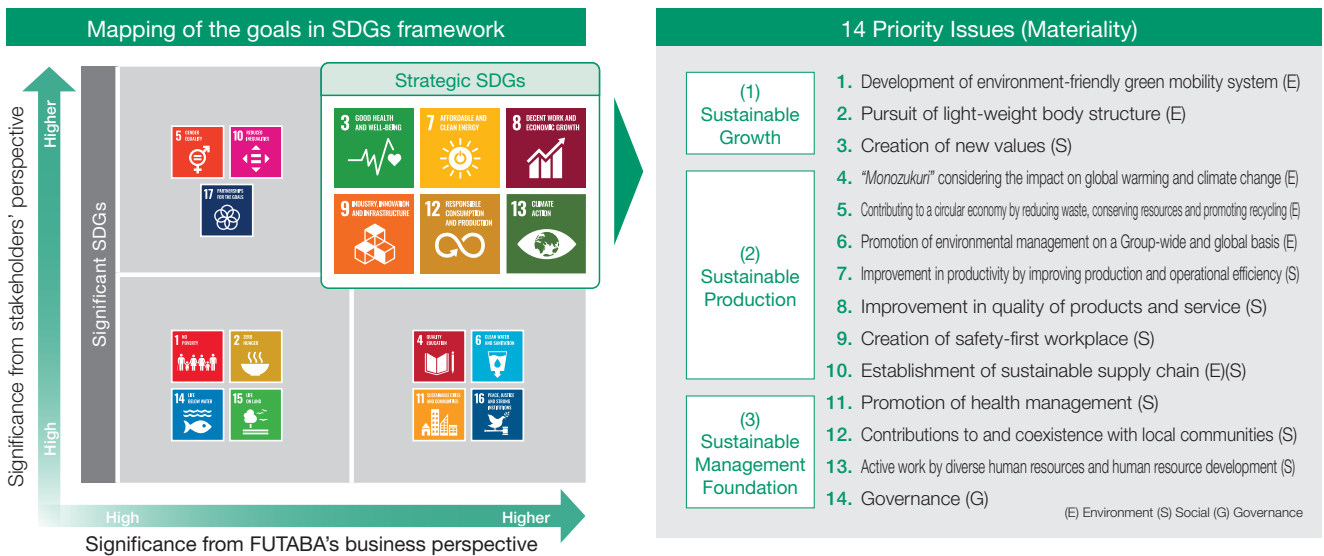 Mapping of the goals in SDGs framework
Significance from stakeholders' perspective
Higher
High
Significant SDGs
5 GENDER
EQUALITY
10 REDUCED
INEQUALITIES
17 PARTNERSHIPS
FOR THE GOALS
Strategic SDGs
3 GOOD HEALTH
AND WELL-BEING
7 AFFORDABLE AND
CLEAN ENERGY
8 DECENT WORK AND
ECONOMIC GROWTH
9 INDUSTRY, INNOVATION
AND INFRASTRUCTURE
12 RESPONSIBLE
CONSUMPTION
AND PRODUCTION
13 CLIMATE
ACTION
1 NO
POVERTY
2 ZERO
HUNGER
14 LIFE
BELOW WATER
15 LIFE
ON LAND
4 QUALITY
EDUCATION
6 CLEAN WATER
AND SANITATION
11 SUSTAINABLE CITIES
AND COMMUNITIES
16 PEACE, JUSTICE
AND STRONG
INSTITUTIONS
High
Higher
Significance from FUTABA's business perspective
14 Priority Issues (Materiality)
(1)
Sustainable
Growth
1. Development of environment-friendly green mobility system (E)
2. Pursuit of light-weight body structure (E)
3. Creation of new values (S)
(2)
Sustainable
Production
4. "Monozukuri" considering the impact on global warming and climate change (E)
5. Contributing to a circular economy by reducing waste, conserving resources and promoting recycling (E)
6. Promotion of environmental management on a Group-wide and global basis (E)
7. Improvement in productivity by improving production and operational efficiency (S)
8. Improvement in quality of products and service (S)
9. Creation of safety-first workplace (S)
10. Establishment of sustainable supply chain (E)(S)
(3)
Sustainable
Management
Foundation
11. Promotion of health management (S)
12. Contributions to and coexistence with local communities (S)
13. Active work by diverse human resources and human resource development (S)
14. Governance (G)
(E) Environment (S) Social (G) Governance